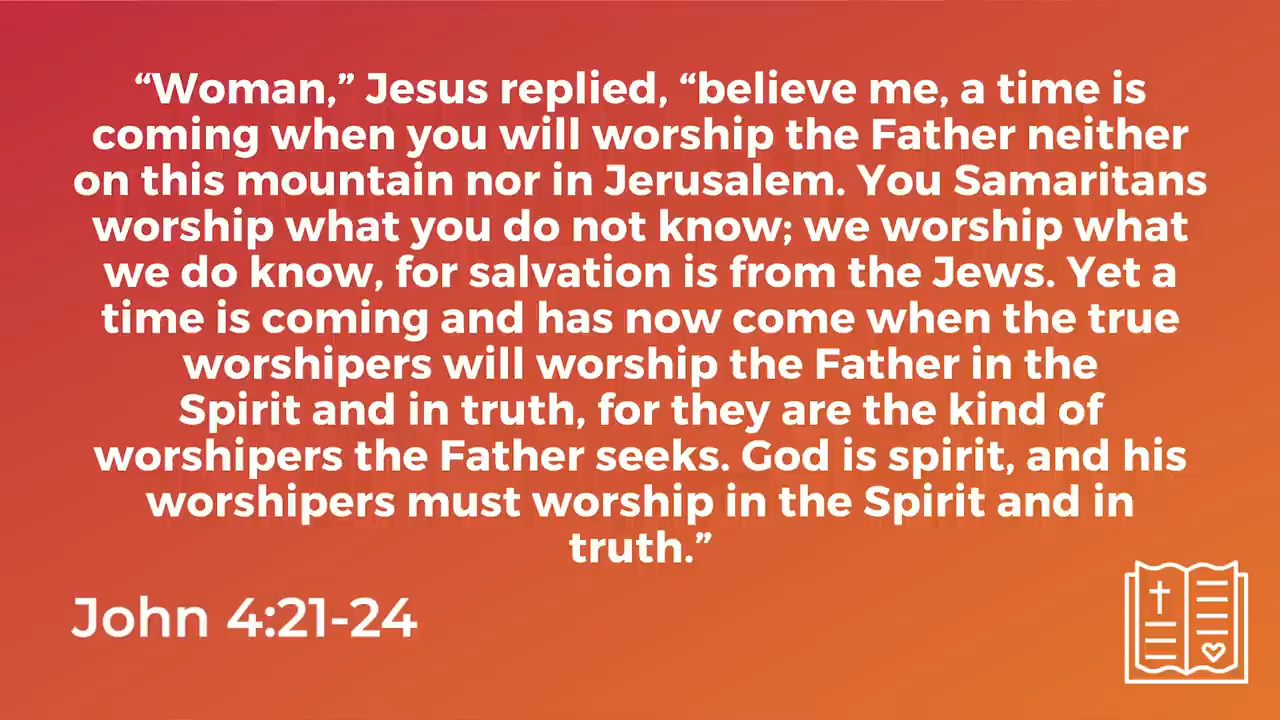 “Woman,” Jesus replied, “believe me, a time is
coming when you will worship the Father neither
on this mountain nor in Jerusalem. You Samaritans
worship what you do not know; we worship what
we do know, for salvation is from the Jews. Yet a
time is coming and has now come when the true
worshipers will worship the Father in the
Spirit and in truth, for they are the kind of
worshipers the Father seeks. God is spirit, and his
worshipers must worship in the Spirit and in
truth.”
John 4:21-24